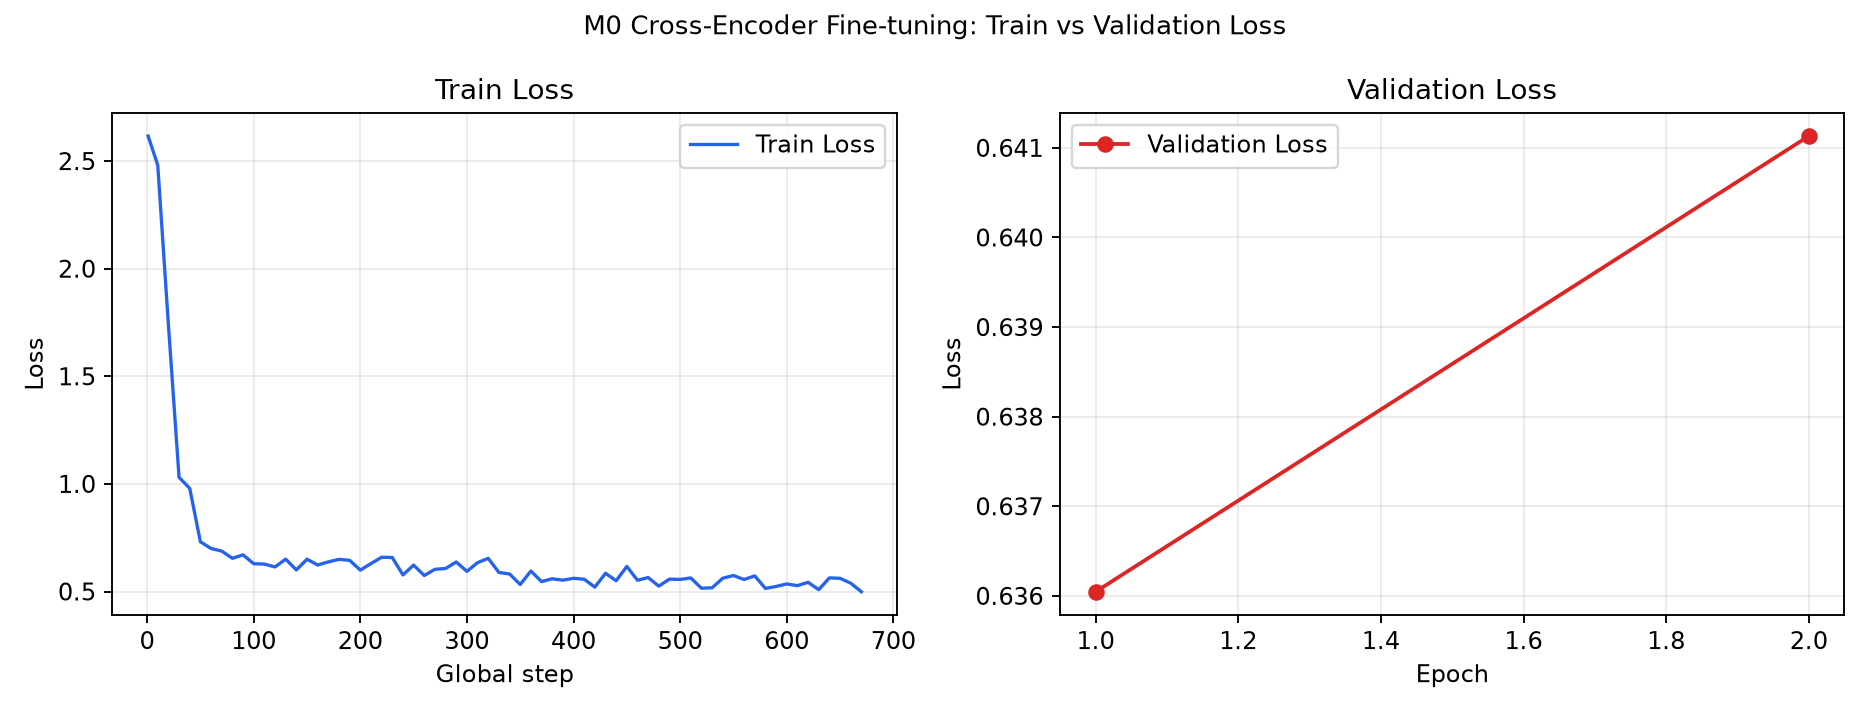 M0 Cross-Encoder Fine-tuning: Train vs Validation Loss
Train Loss
Train Loss
2.5
2.0
1.5
1.0
0.5
Loss
0 100 200 300 400 500 600 700
Global step
Validation Loss
Validation Loss
0.641
0.640
0.639
0.638
0.637
0.636
Loss
1.0 1.2 1.4 1.6 1.8 2.0
Epoch